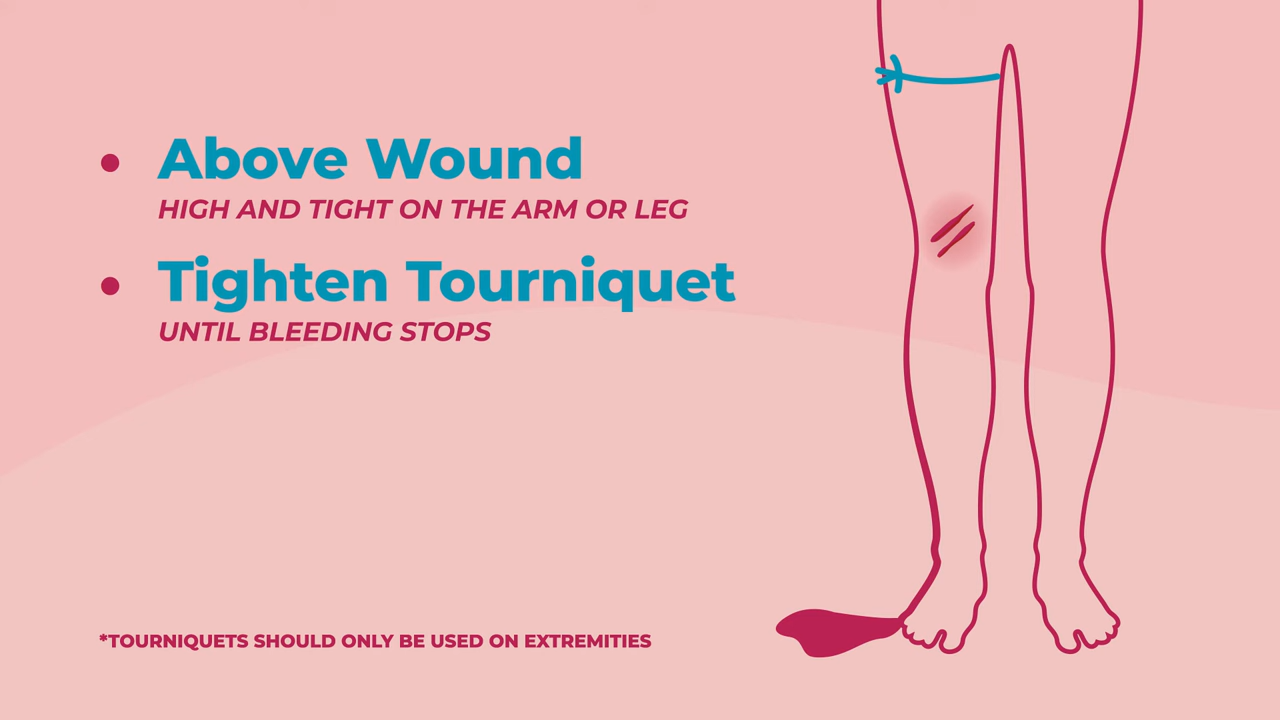 Above Wound
HIGH AND TIGHT ON THE ARM OR LEG
Tighten Tourniquet
UNTIL BLEEDING STOPS
*TOURNIQUETS SHOULD ONLY BE USED ON EXTREMITIES